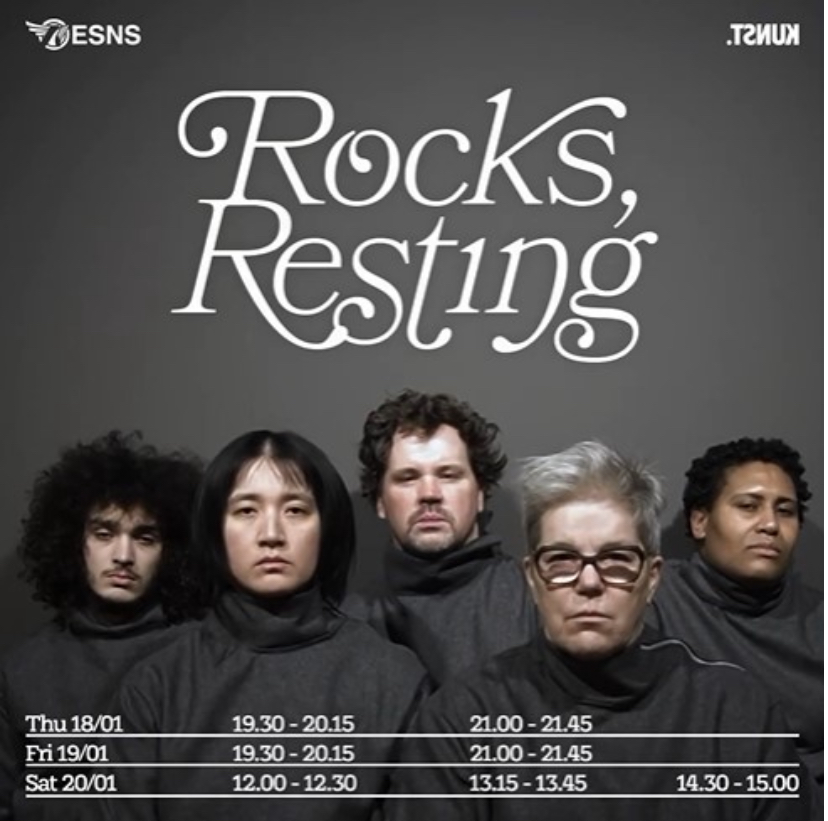 ESNS
KUNST.
Rocks,
Resting
Thu 18/01 19.30 - 20.15 21.00 - 21.45
Fri 19/01 19.30 - 20.15 21.00 - 21.45
Sat 20/01 12.00 - 12.30 13.15 - 13.45 14.30 - 15.00